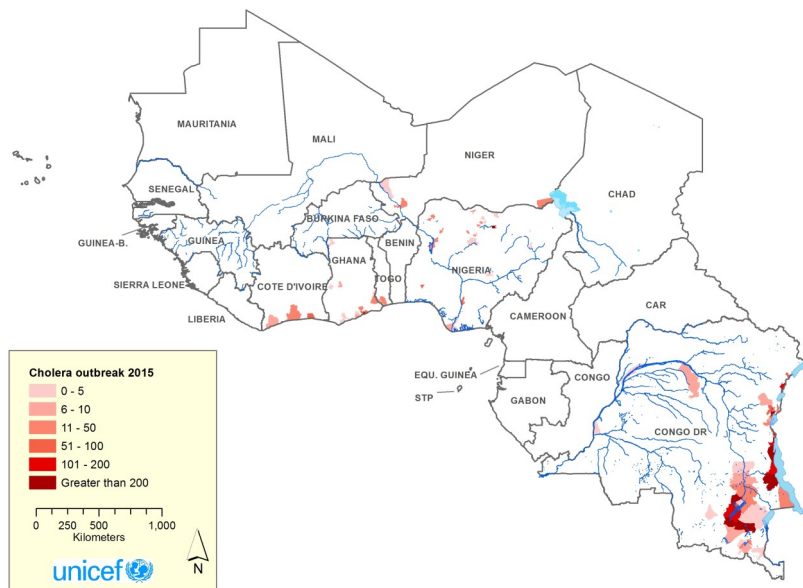 MAURITANIA
MALI
NIGER
CHAD
SENEGAL
BURKINA FASO
GUINEA-B.
GUINEA
BENIN
GHANA
NIGERIA
TOGO
SIERRA LEONE
COTE D'IVOIRE
CAR
LIBERIA
CAMEROON
EQU. GUINEA
CONGO
STP
GABON
CONGO DR
Cholera outbreak 2015
0 - 5
6 - 10
11 - 50
51 - 100
101 - 200
Greater than 200
0 250 500 1,000
Kilometers
N
unicef